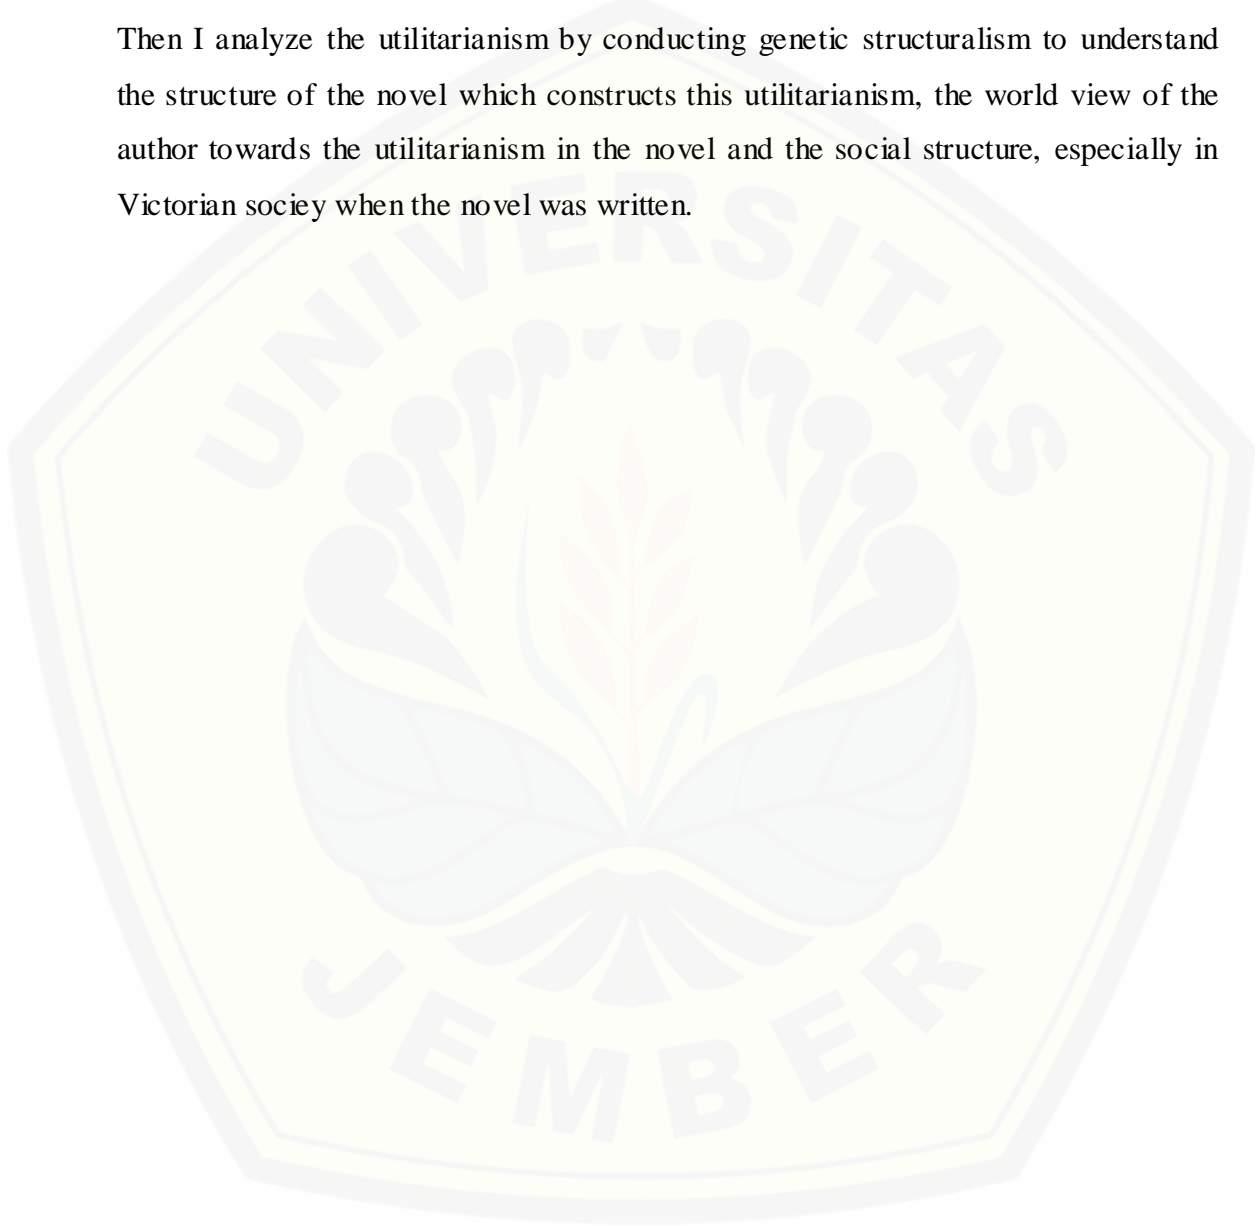 Then I analyze the utilitarianism by conducting genetic structuralism to understand
the structure of the novel which constructs this utilitarianism, the world view of the
author towards the utilitarianism in the novel and the social structure, especially in
Victorian sociey when the novel was written.
UNIVERSITAS
JEMBER